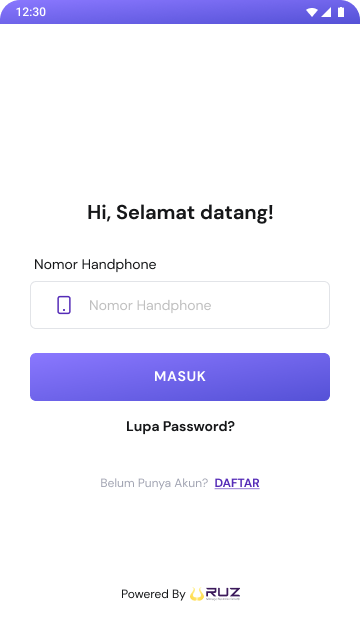 12:30
Hi, Selamat datang!
Nomor Handphone
Nomor Handphone
MASUK
Lupa Password?
Belum Punya Akun? DAFTAR
Powered By RUZ